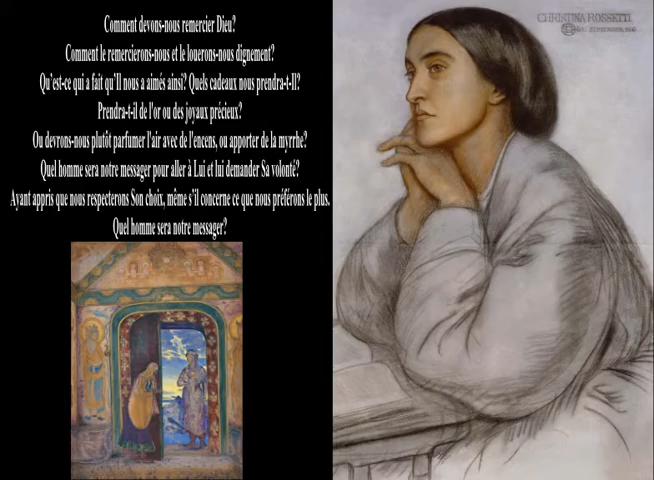 Comment devons-nous remercier Dieu?
Comment le remercierons-nous et le louerons-nous dignement?
Qu'est-ce qui a fait qu'Il nous a aimés ainsi? Quels cadeaux nous prendra-t-Il?
Prendra-t-il de l'or ou des joyaux précieux?
Ou devrons-nous plutôt parfumer l'air avec de l'encens, ou apporter de la myrrhe?
Quel homme sera notre messager pour aller à Lui et lui demander Sa volonté?
Ayant appris que nous respecterons Son choix, même s'il concerne ce que nous préférons le plus.
Quel homme sera notre messager?
CHRISTINA ROSSETTI